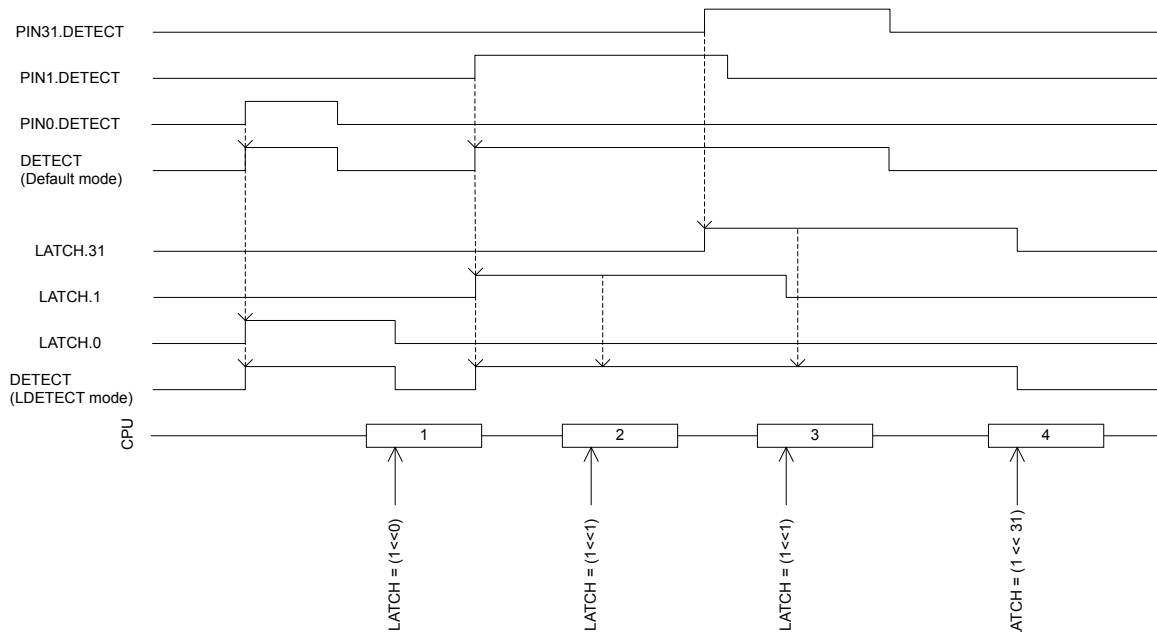 PIN31.DETECT
PIN1.DETECT
PIN0.DETECT
DETECT
(Default mode)
LATCH.31
LATCH.1
LATCH.0
DETECT
(LDETECT mode)
CPU
1
2
3
4
LATCH = (1<<0)
LATCH = (1<<1)
LATCH = (1<<1)
ATCH = (1 << 31)